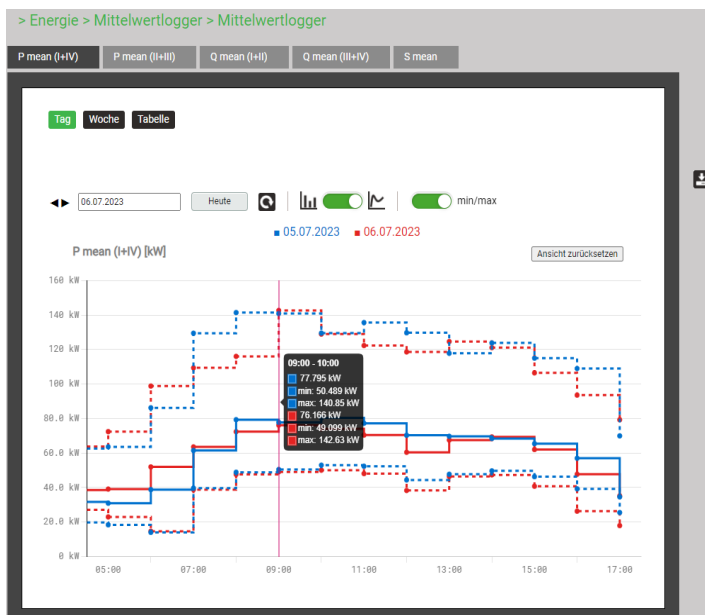 > Energie > Mittelwertlogger > Mittelwertlogger
P mean (I+IV) P mean (II+III) Q mean (I+II) Q mean (III+IV) S mean
Tag Woche Tabelle
06.07.2023 Heute min/max
05.07.2023 06.07.2023
P mean (I+IV) [kW] Ansicht zurücksetzen
160 kW
140 kW
120 kW
100 kW
09:00 - 10:00
77.795 kW
min: 50.489 kW
max: 140.85 kW
76.166 kW
min: 49.099 kW
max: 142.63 kW
80.0 kW
60.0 kW
40.0 kW
20.0 kW
0 kW
05:00 07:00 09:00 11:00 13:00 15:00 17:00